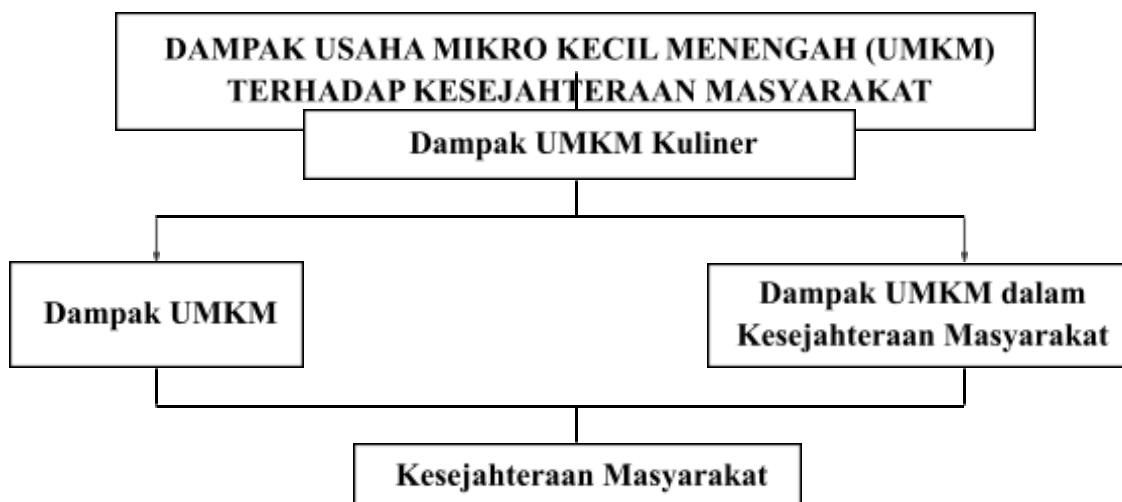 DAMPAK USAHA MIKRO KECIL MENENGAH (UMKM)
TERHADAP KESEJAHTERAAN MASYARAKAT
Dampak UMKM Kuliner
Dampak UMKM
Dampak UMKM dalam
Kesejahteraan Masyarakat
Kesejahteraan Masyarakat